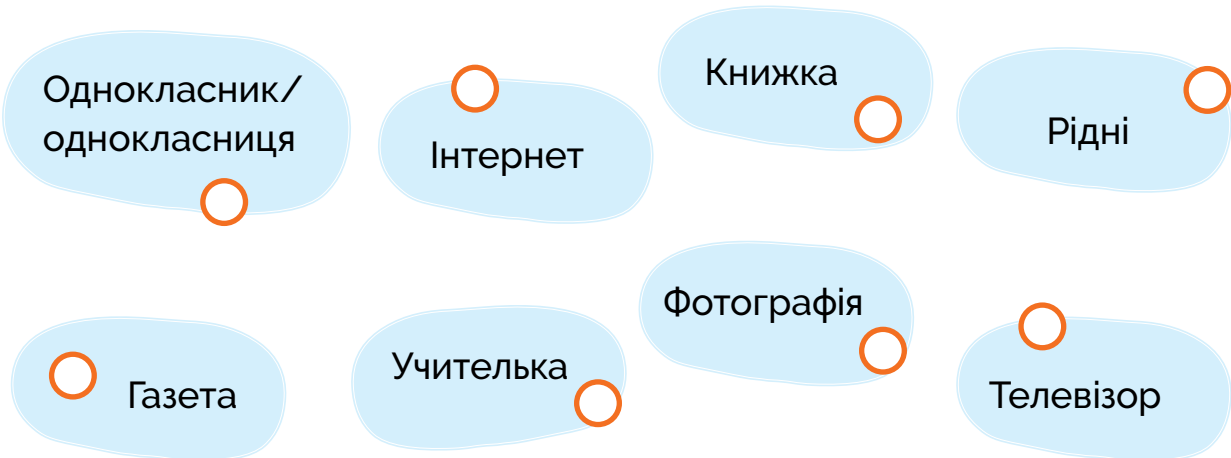 Однокласник/
однокласниця
Інтернет
Книжка
Рідні
Газета
Учителька
Фотографія
Телевізор